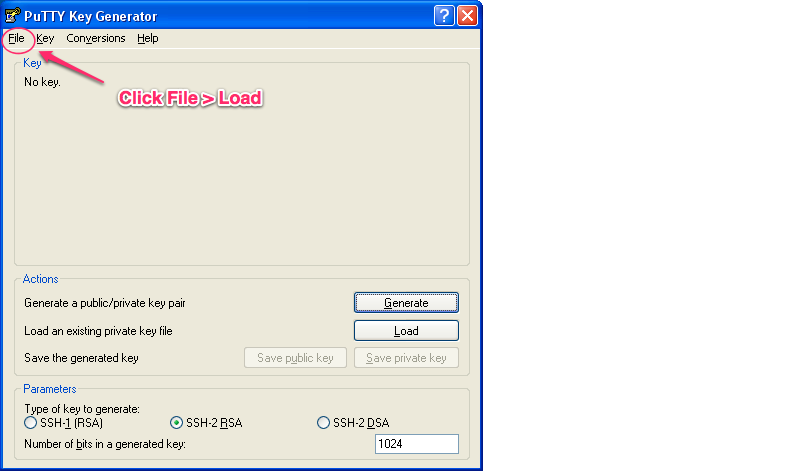 PuTTY Key Generator
File Key Conversions Help
Key
No key.
Click File > Load
Actions
Generate a public/private key pair
Generate
Load an existing private key file
Load
Save the generated key
Save public key
Save private key
Parameters
Type of key to generate:
SSH-1 (RSA) SSH-2 RSA SSH-2 DSA
Number of bits in a generated key:
1024